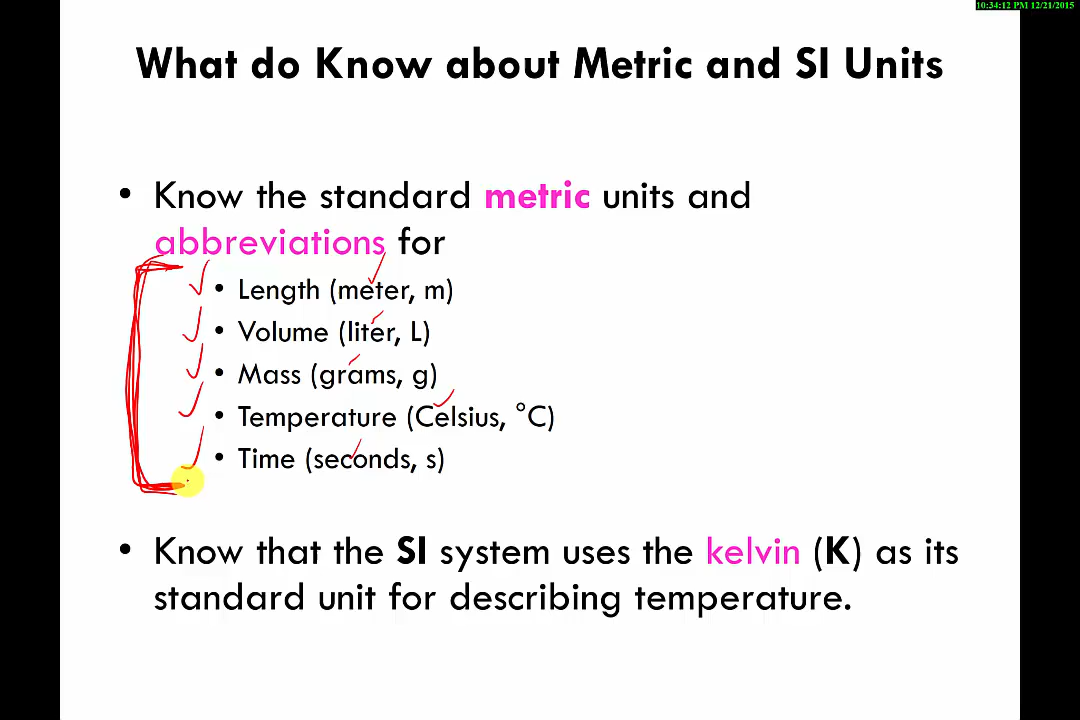 10:34:12 PM 12/21/2015
What do Know about Metric and SI Units
• Know the standard metric units and
abbreviations for
• Length (meter, m)
• Volume (liter, L)
• Mass (grams, g)
• Temperature (Celsius, °C)
• Time (seconds, s)
• Know that the SI system uses the kelvin (K) as its
standard unit for describing temperature.